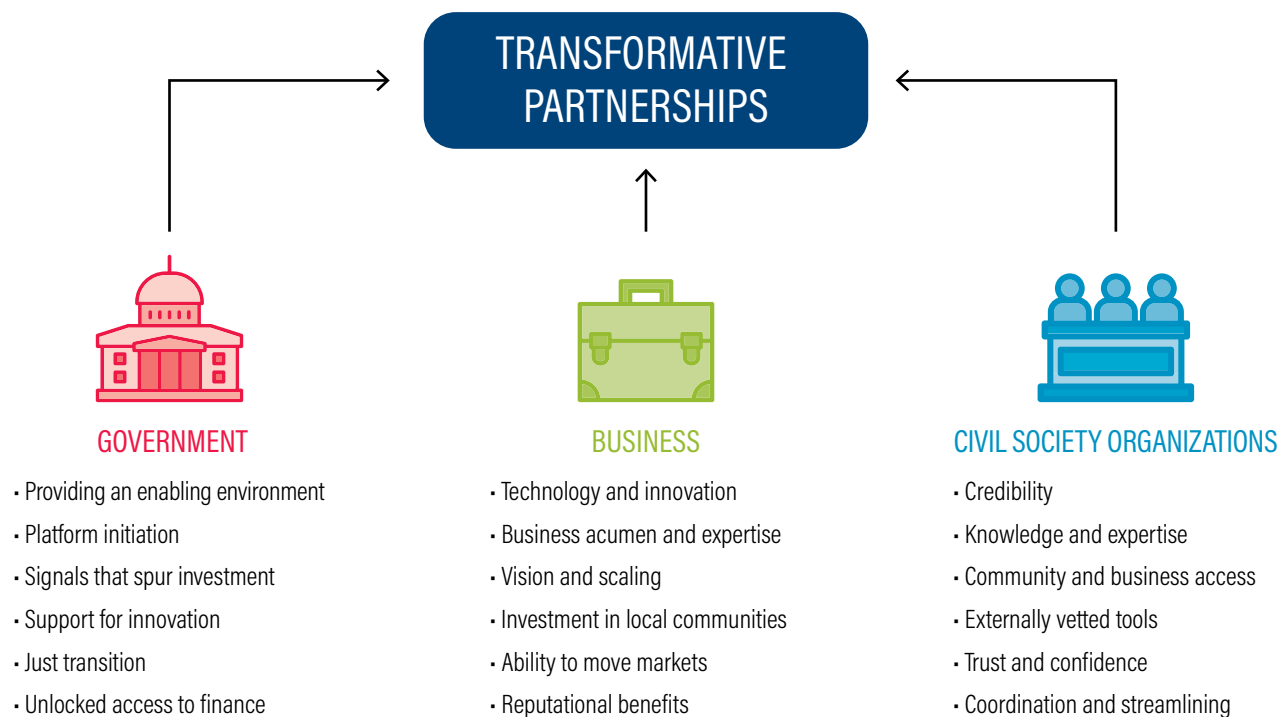 TRANSFORMATIVE
PARTNERSHIPS
GOVERNMENT
· Providing an enabling environment
· Platform initiation
· Signals that spur investment
· Support for innovation
· Just transition
· Unlocked access to finance
BUSINESS
· Technology and innovation
· Business acumen and expertise
· Vision and scaling
· Investment in local communities
· Ability to move markets
· Reputational benefits
CIVIL SOCIETY ORGANIZATIONS
· Credibility
· Knowledge and expertise
· Community and business access
· Externally vetted tools
· Trust and confidence
· Coordination and streamlining